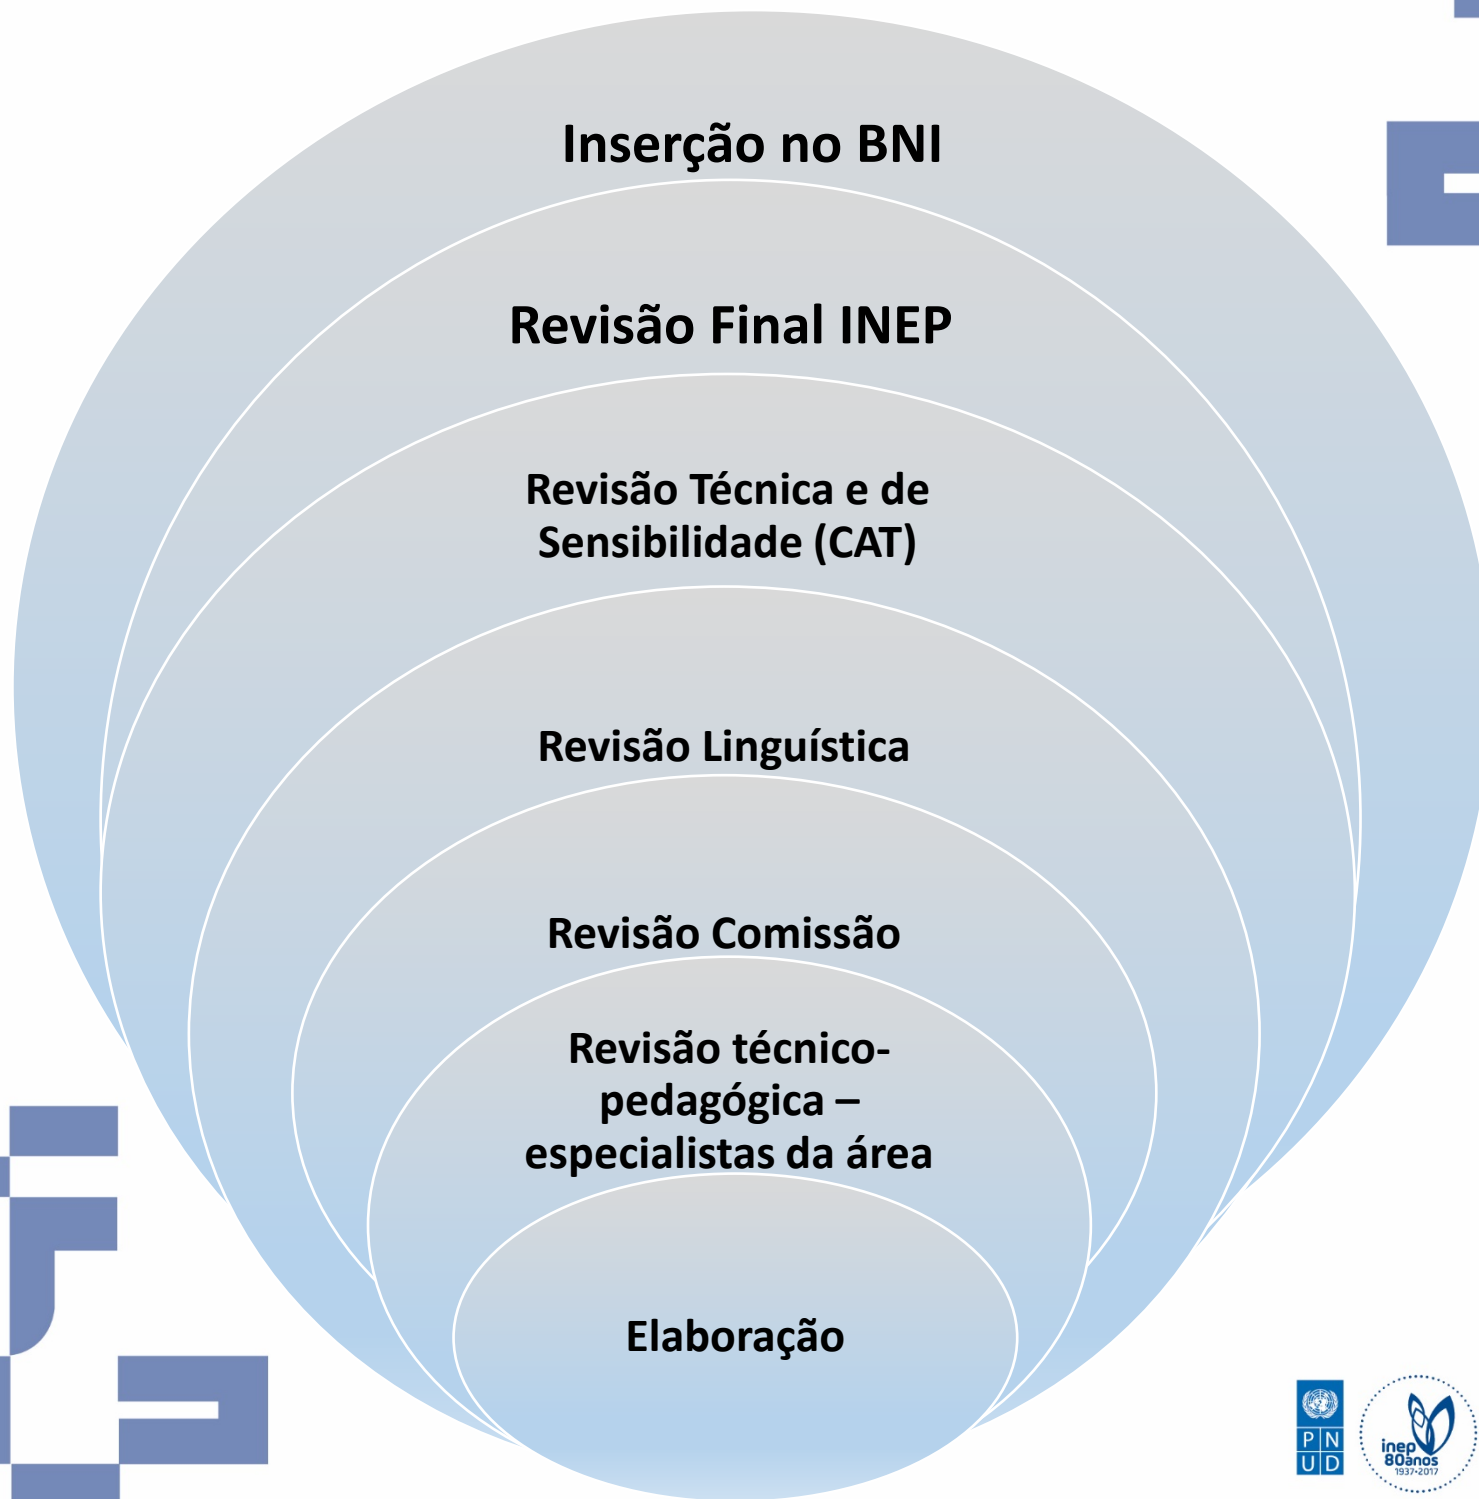 Inserção no BNI
Revisão Final INEP
Revisão Técnica e de
Sensibilidade (CAT)
Revisão Linguística
Revisão Comissão
Revisão técnico-
pedagógica –
especialistas da área
Elaboração
P N
U D
inep
80anos
1937•2017